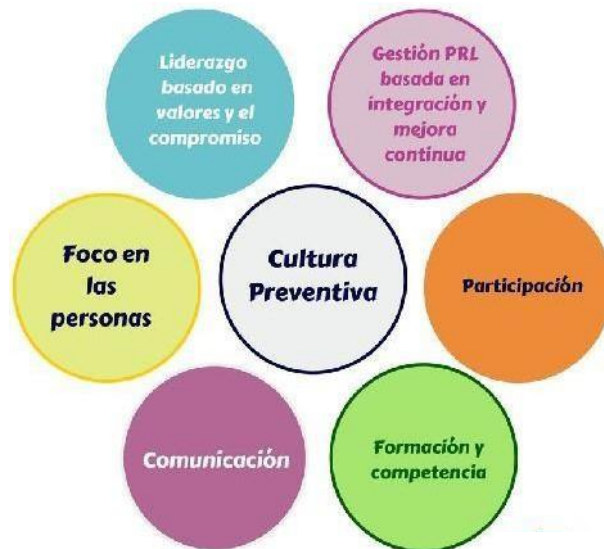 Liderazgo
basado en
valores y el
compromiso
Gestión PRL
basada en
integración y
mejora
continua
Foco en
las
personas
Cultura
Preventiva
Participación
Comunicación
Formación y
competencia